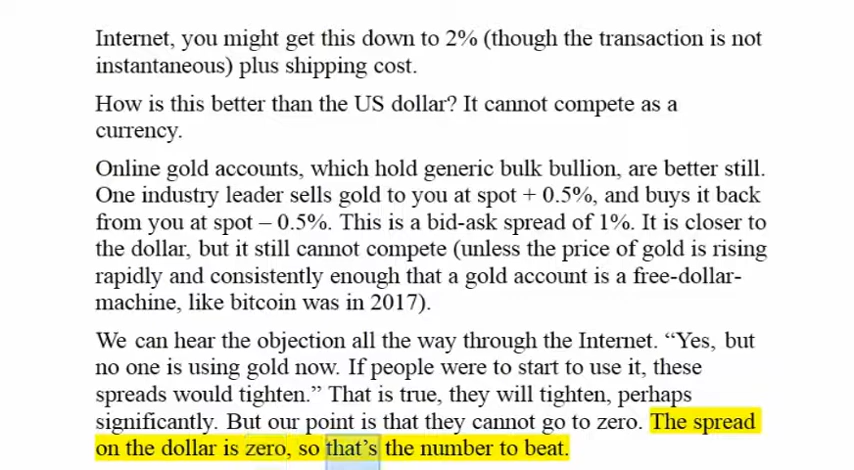 Internet, you might get this down to 2% (though the transaction is not
instantaneous) plus shipping cost.
How is this better than the US dollar? It cannot compete as a
currency.
Online gold accounts, which hold generic bulk bullion, are better still.
One industry leader sells gold to you at spot + 0.5%, and buys it back
from you at spot – 0.5%. This is a bid-ask spread of 1%. It is closer to
the dollar, but it still cannot compete (unless the price of gold is rising
rapidly and consistently enough that a gold account is a free-dollar-
machine, like bitcoin was in 2017).
We can hear the objection all the way through the Internet. “Yes, but
no one is using gold now. If people were to start to use it, these
spreads would tighten.” That is true, they will tighten, perhaps
significantly. But our point is that they cannot go to zero. The spread
on the dollar is zero, so that’s the number to beat.